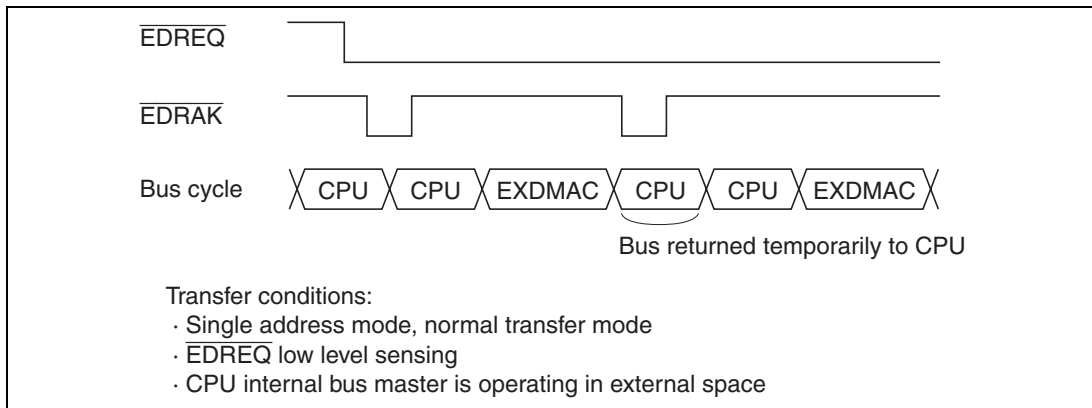 EDREQ
EDRAK
Bus cycle CPU CPU EXDMAC CPU CPU EXDMAC
Bus returned temporarily to CPU
Transfer conditions:
· Single address mode, normal transfer mode
· EDREQ low level sensing
· CPU internal bus master is operating in external space